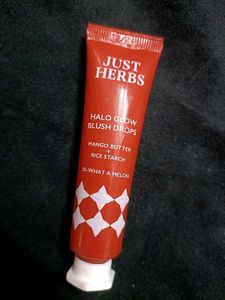 JUST
HERBS
HALO GLOW
BLUSH DROPS
MANGO BUTTER
+
RICE STARCH
01-WHAT A MELON